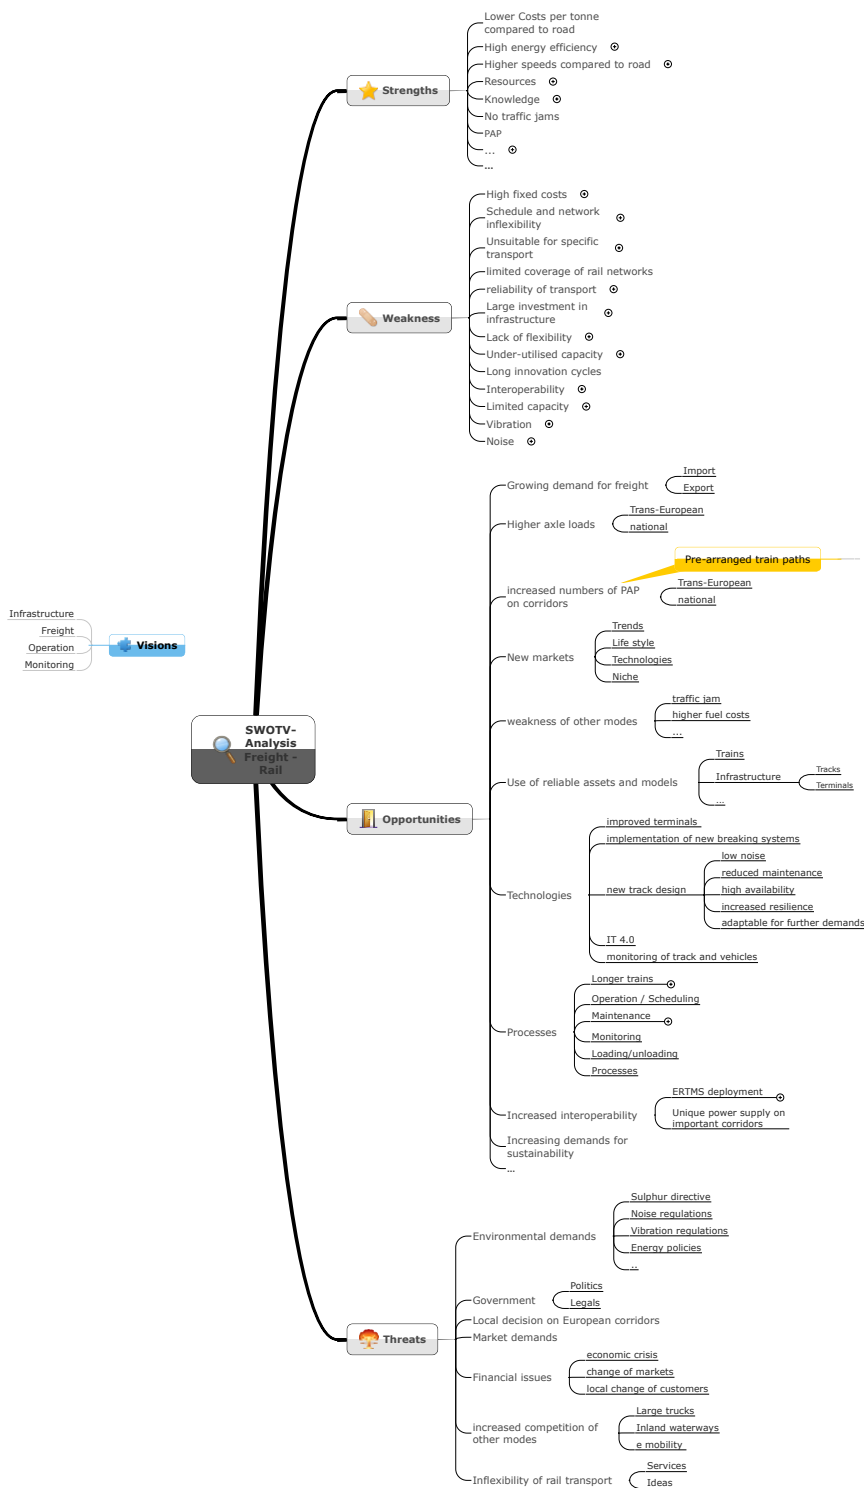 Lower Costs per tonne
compared to road
High energy efficiency
Higher speeds compared to road
Resources
Strengths
Knowledge
No traffic jams
PAP
...
...
High fixed costs
Schedule and network
inflexibility
Unsuitable for specific
transport
limited coverage of rail networks
reliability of transport
Large investment in
infrastructure
Weakness
Lack of flexibility
Under-utilised capacity
Long innovation cycles
Interoperability
Limited capacity
Vibration
Noise
Growing demand for freight
Import
Export
Higher axle loads
Trans-European
national
Pre-arranged train paths
increased numbers of PAP
on corridors
Trans-European
national
Infrastructure
Freight
Operation
Monitoring
Visions
New markets
Trends
Life style
Technologies
Niche
weakness of other modes
traffic jam
higher fuel costs
...
SWOTV-
Analysis
Freight -
Rail
Use of reliable assets and models
Trains
Infrastructure
Tracks
Terminals
...
Opportunities
Technologies
improved terminals
implementation of new breaking systems
new track design
low noise
reduced maintenance
high availability
increased resilience
adaptable for further demands
IT 4.0
monitoring of track and vehicles
Processes
Longer trains
Operation / Scheduling
Maintenance
Monitoring
Loading/unloading
Processes
Increased interoperability
ERTMS deployment
Unique power supply on
important corridors
Increasing demands for
sustainability
...
Environmental demands
Sulphur directive
Noise regulations
Vibration regulations
Energy policies
..
Government
Politics
Legals
Local decision on European corridors
Threats
Market demands
Financial issues
economic crisis
change of markets
local change of customers
increased competition of
other modes
Large trucks
Inland waterways
e mobility
Inflexibility of rail transport
Services
Ideas